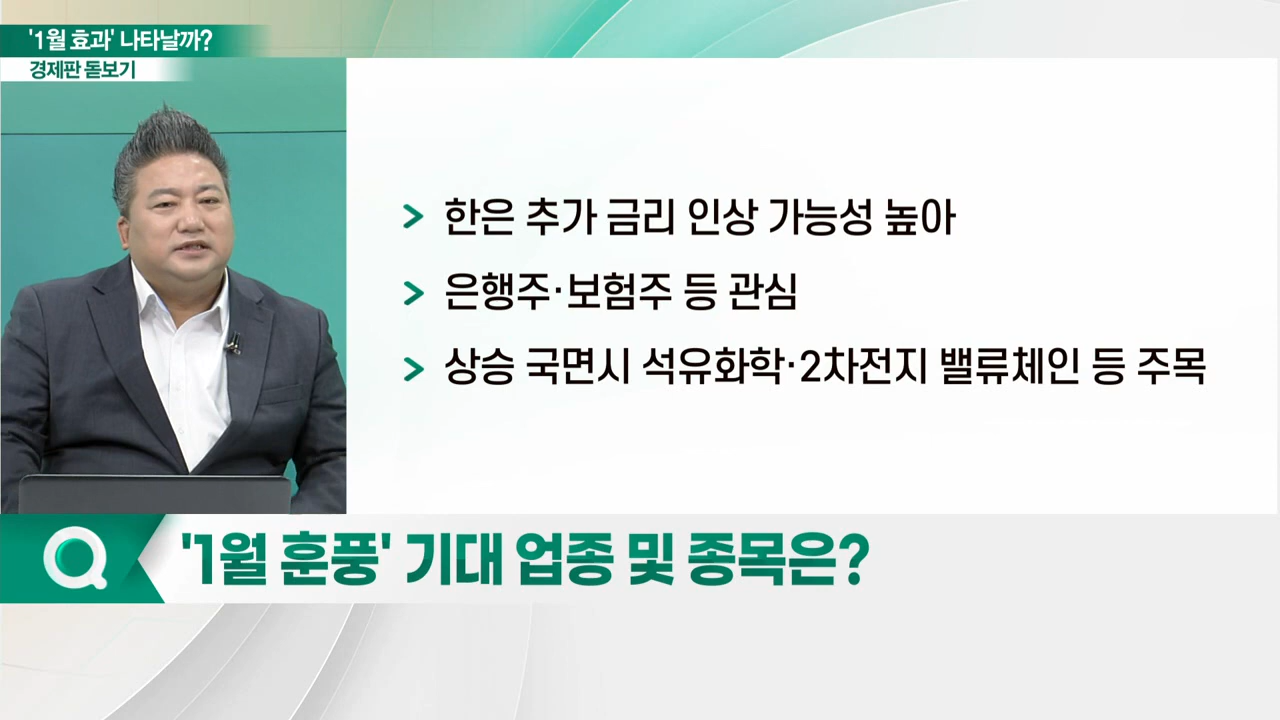 '1월 효과' 나타날까?
경제판 돋보기
> 한은 추가 금리 인상 가능성 높아
> 은행주·보험주 등 관심
> 상승 국면시 석유화학·2차전지 밸류체인 등 주목
'1월 훈풍' 기대 업종 및 종목은?